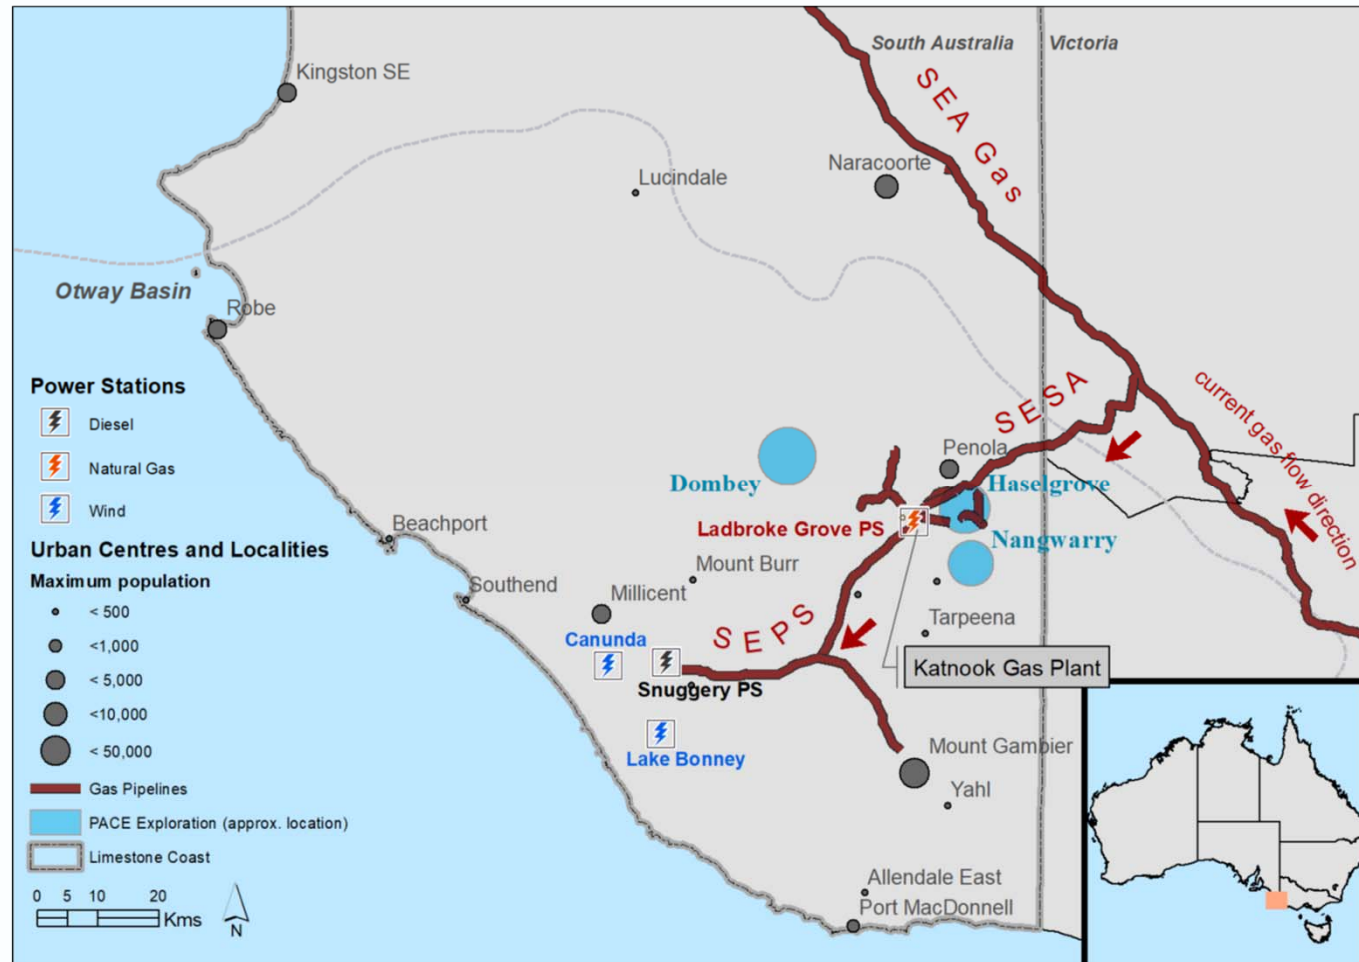 South Australia
Victoria
Kingston SE
SEA Gas
Naracoorte
Lucindale
Otway Basin
Robe
current gas flow direction
SESA
Penola
Dombey
Haselgrove
Ladbroke Grove PS
Nangwarry
Beachport
Mount Burr
Southend
Millicent
SEPS
Tarpeena
Canunda
Katnook Gas Plant
Snuggery PS
Lake Bonney
Mount Gambier
Yahl
Allendale East
Port MacDonnell
Power Stations
Diesel
Natural Gas
Wind
Urban Centres and Localities
Maximum population
< 500
<1,000
< 5,000
<10,000
< 50,000
Gas Pipelines
PACE Exploration (approx. location)
Limestone Coast
0 5 10 20
Kms
N